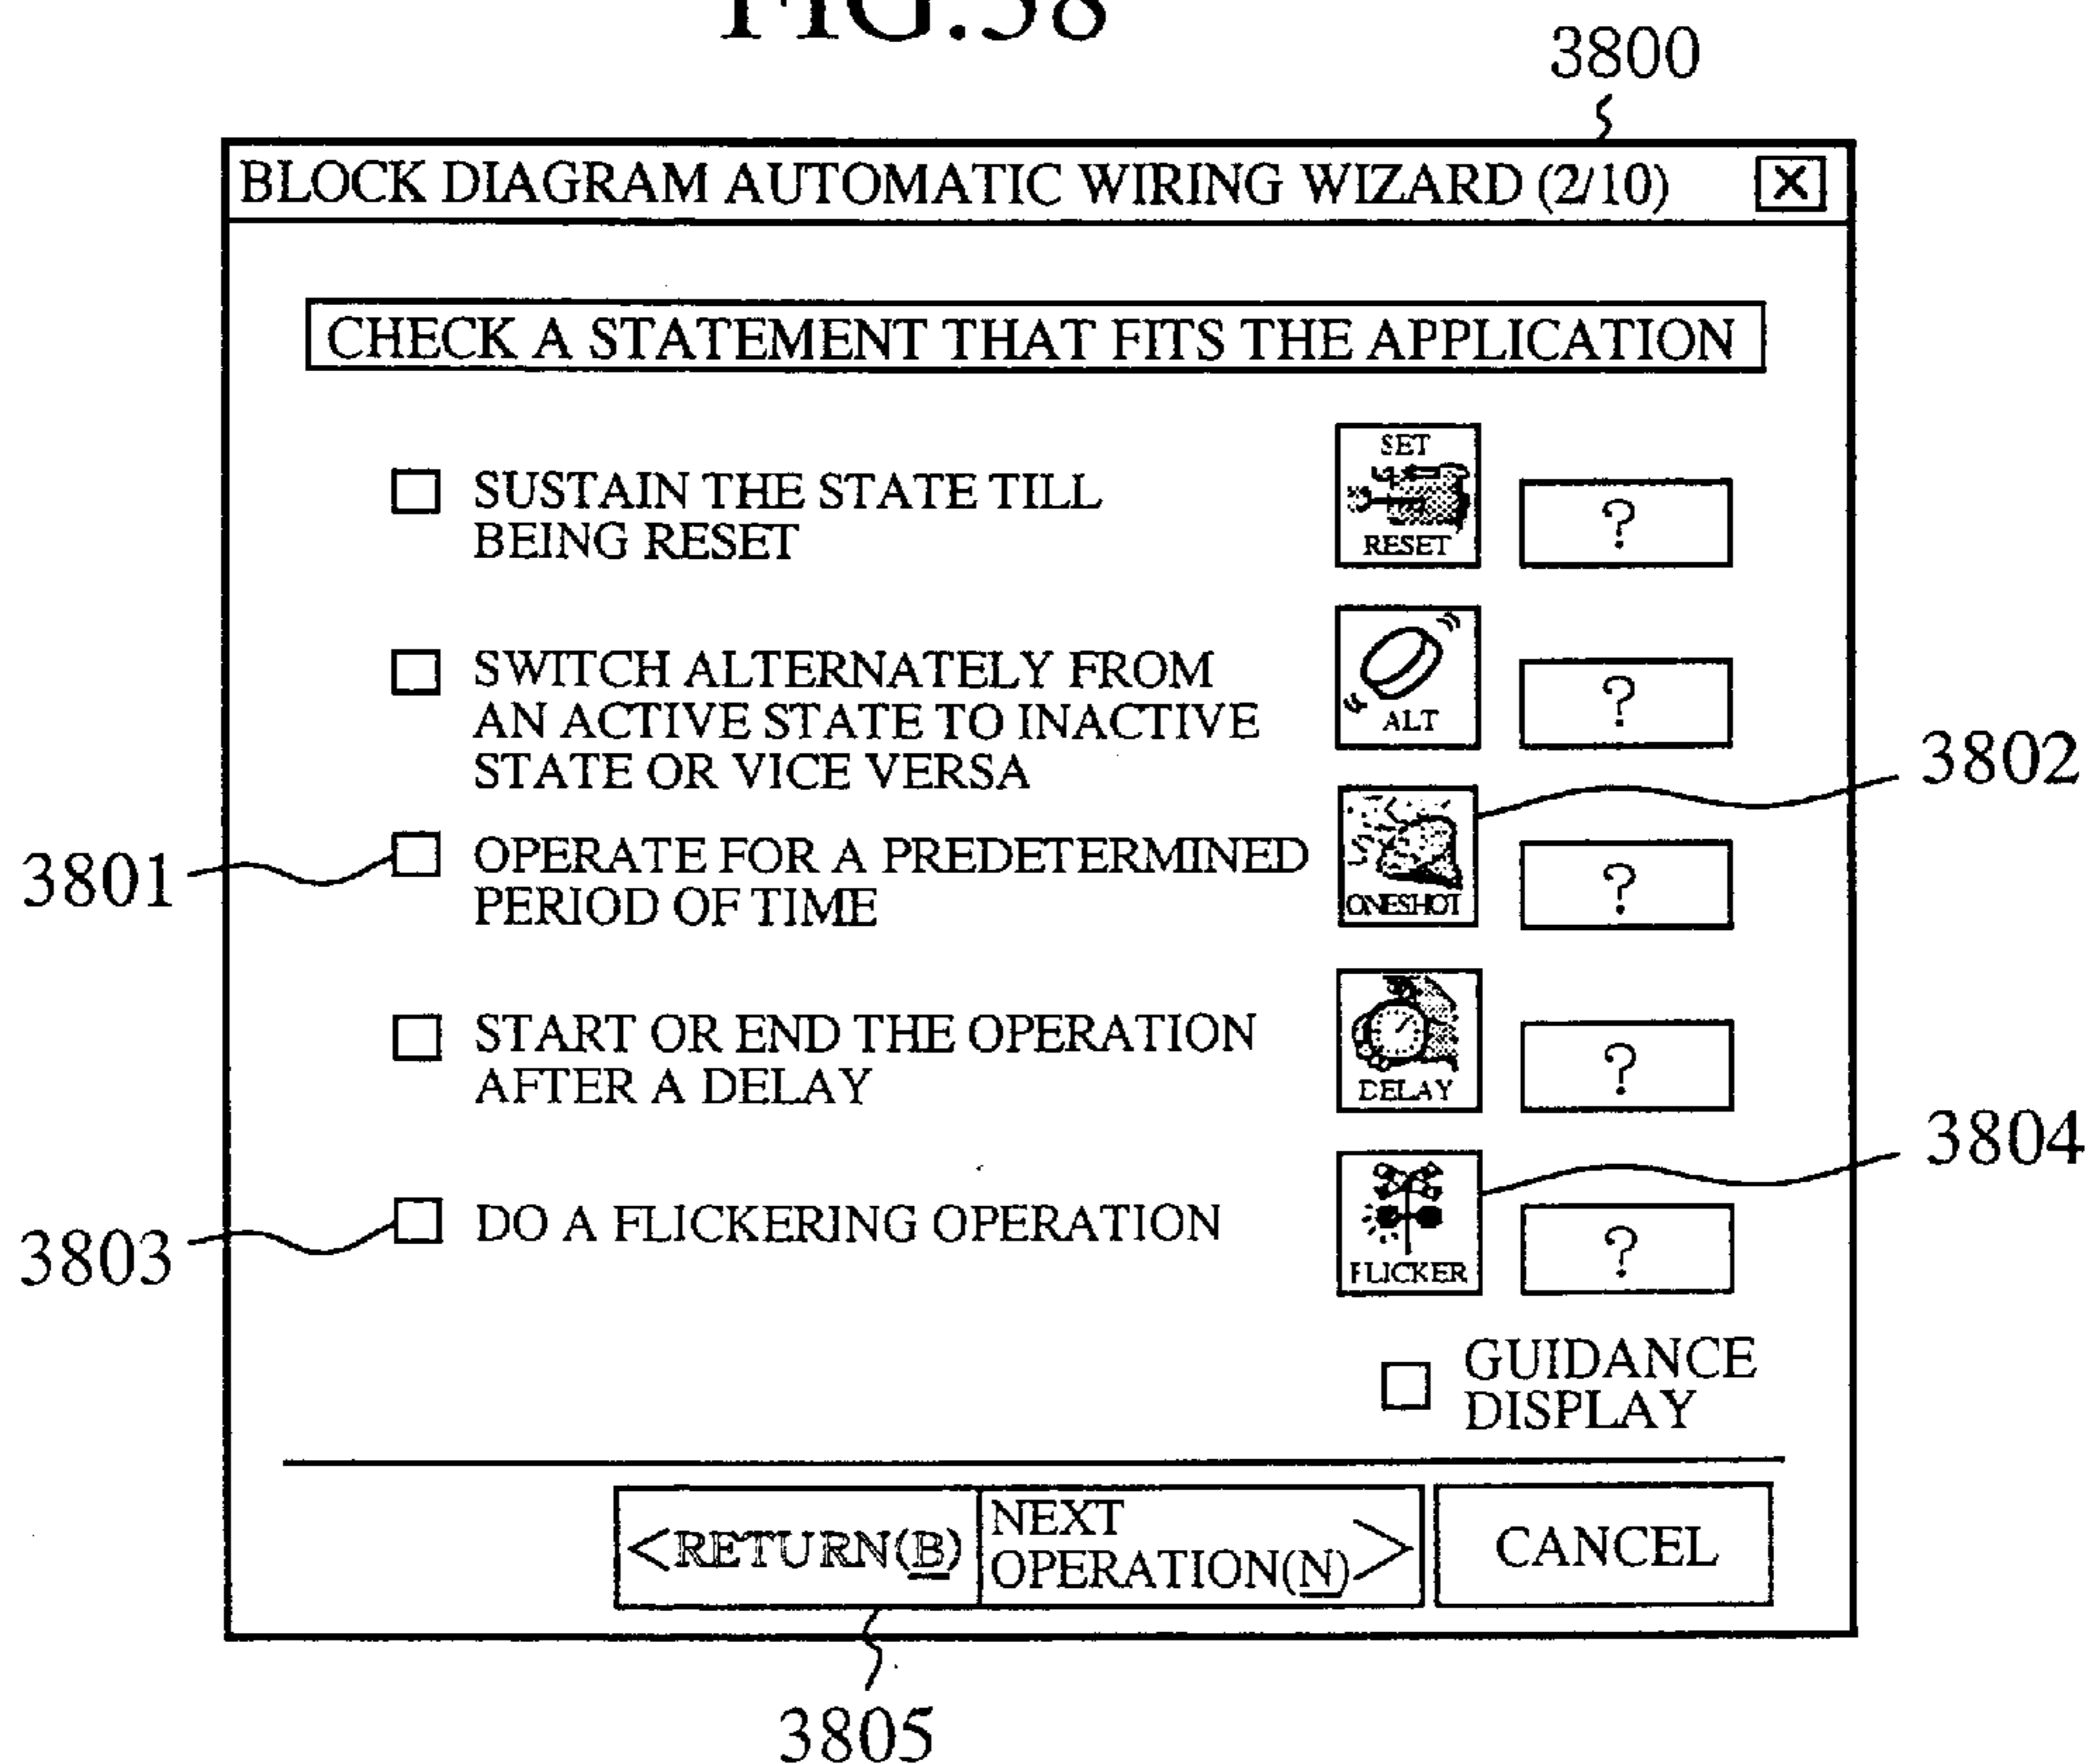 FIG.38
3800
BLOCK DIAGRAM AUTOMATIC WIRING WIZARD (2/10) X
CHECK A STATEMENT THAT FITS THE APPLICATION
SUSTAIN THE STATE TILL
BEING RESET
SET
RESET
?
SWITCH ALTERNATELY FROM
AN ACTIVE STATE TO INACTIVE
STATE OR VICE VERSA
ALT
?
3802
3801
OPERATE FOR A PREDETERMINED
PERIOD OF TIME
ONESHOT
?
START OR END THE OPERATION
AFTER A DELAY
DELAY
?
3804
3803
DO A FLICKERING OPERATION
FLICKER
?
GUIDANCE
DISPLAY
<RETURN(B)
NEXT
OPERATION(N)>
CANCEL
3805